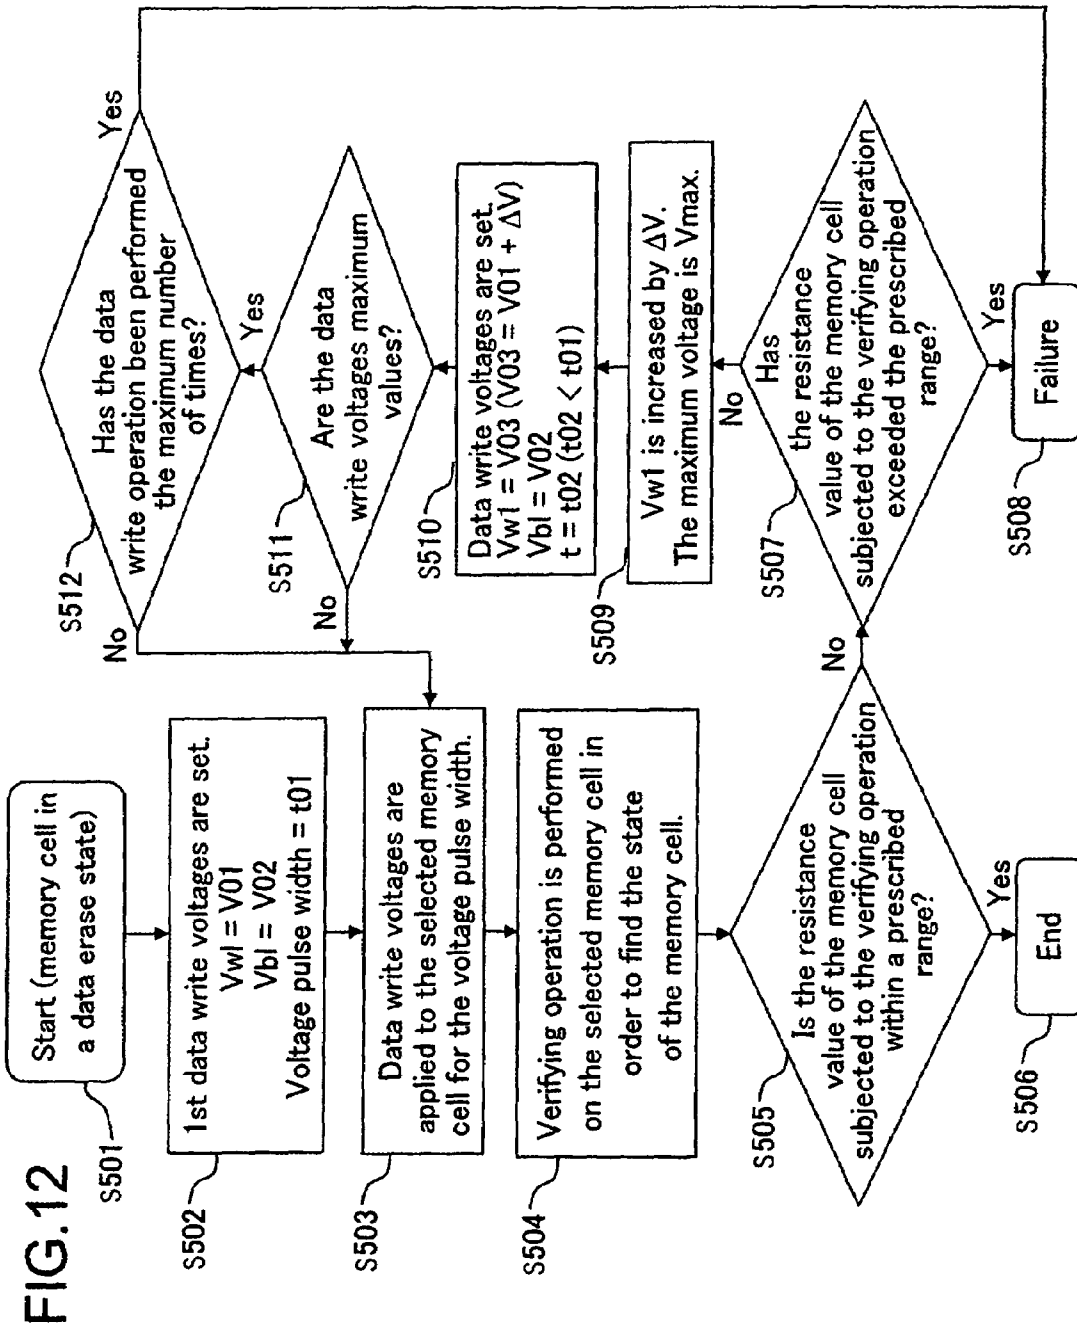 FIG.12
S501
Start (memory cell in
a data erase state)
S502
1st data write voltages are set.
Vwl = V01
Vbl = V02
Voltage pulse width = t01
S503
Data write voltages are
applied to the selected memory
cell for the voltage pulse width.
S504
Verifying operation is performed
on the selected memory cell in
order to find the state
of the memory cell.
S505
Is the resistance
value of the memory cell
subjected to the verifying operation
within a prescribed
range?
Yes
No
S506
End
S507
Has
the resistance
value of the memory cell
subjected to the verifying operation
exceeded the prescribed
range?
No
Yes
S508
Failure
S509
Vw1 is increased by ΔV.
The maximum voltage is Vmax.
S510
Data write voltages are set.
Vw1 = V03 (V03 = V01 + ΔV)
Vbl = V02
t = t02 (t02 < t01)
S511
Are the data
write voltages maximum
values?
No
Yes
S512
Has the data
write operation been performed
the maximum number
of times?
No
Yes